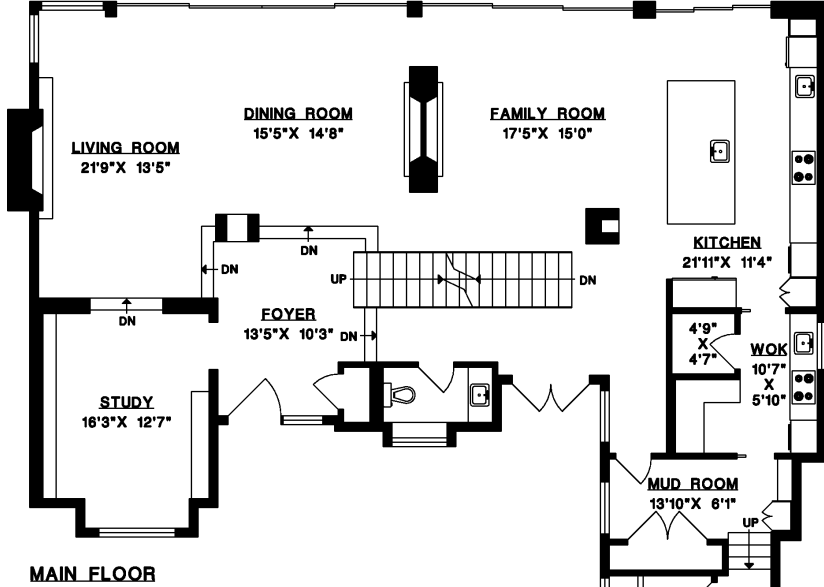 DINING ROOM
15'5"X 14'8"
FAMILY ROOM
17'5"X 15'0"
LIVING ROOM
21'9"X 13'5"
KITCHEN
21'11"X 11'4"
DN
DN
UP
DN
FOYER
13'5"X 10'3"
DN
DN
4'9"
X
4'7"
WOK
10'7"
X
5'10"
STUDY
16'3"X 12'7"
MUD ROOM
13'10"X 6'1"
UP
MAIN FLOOR